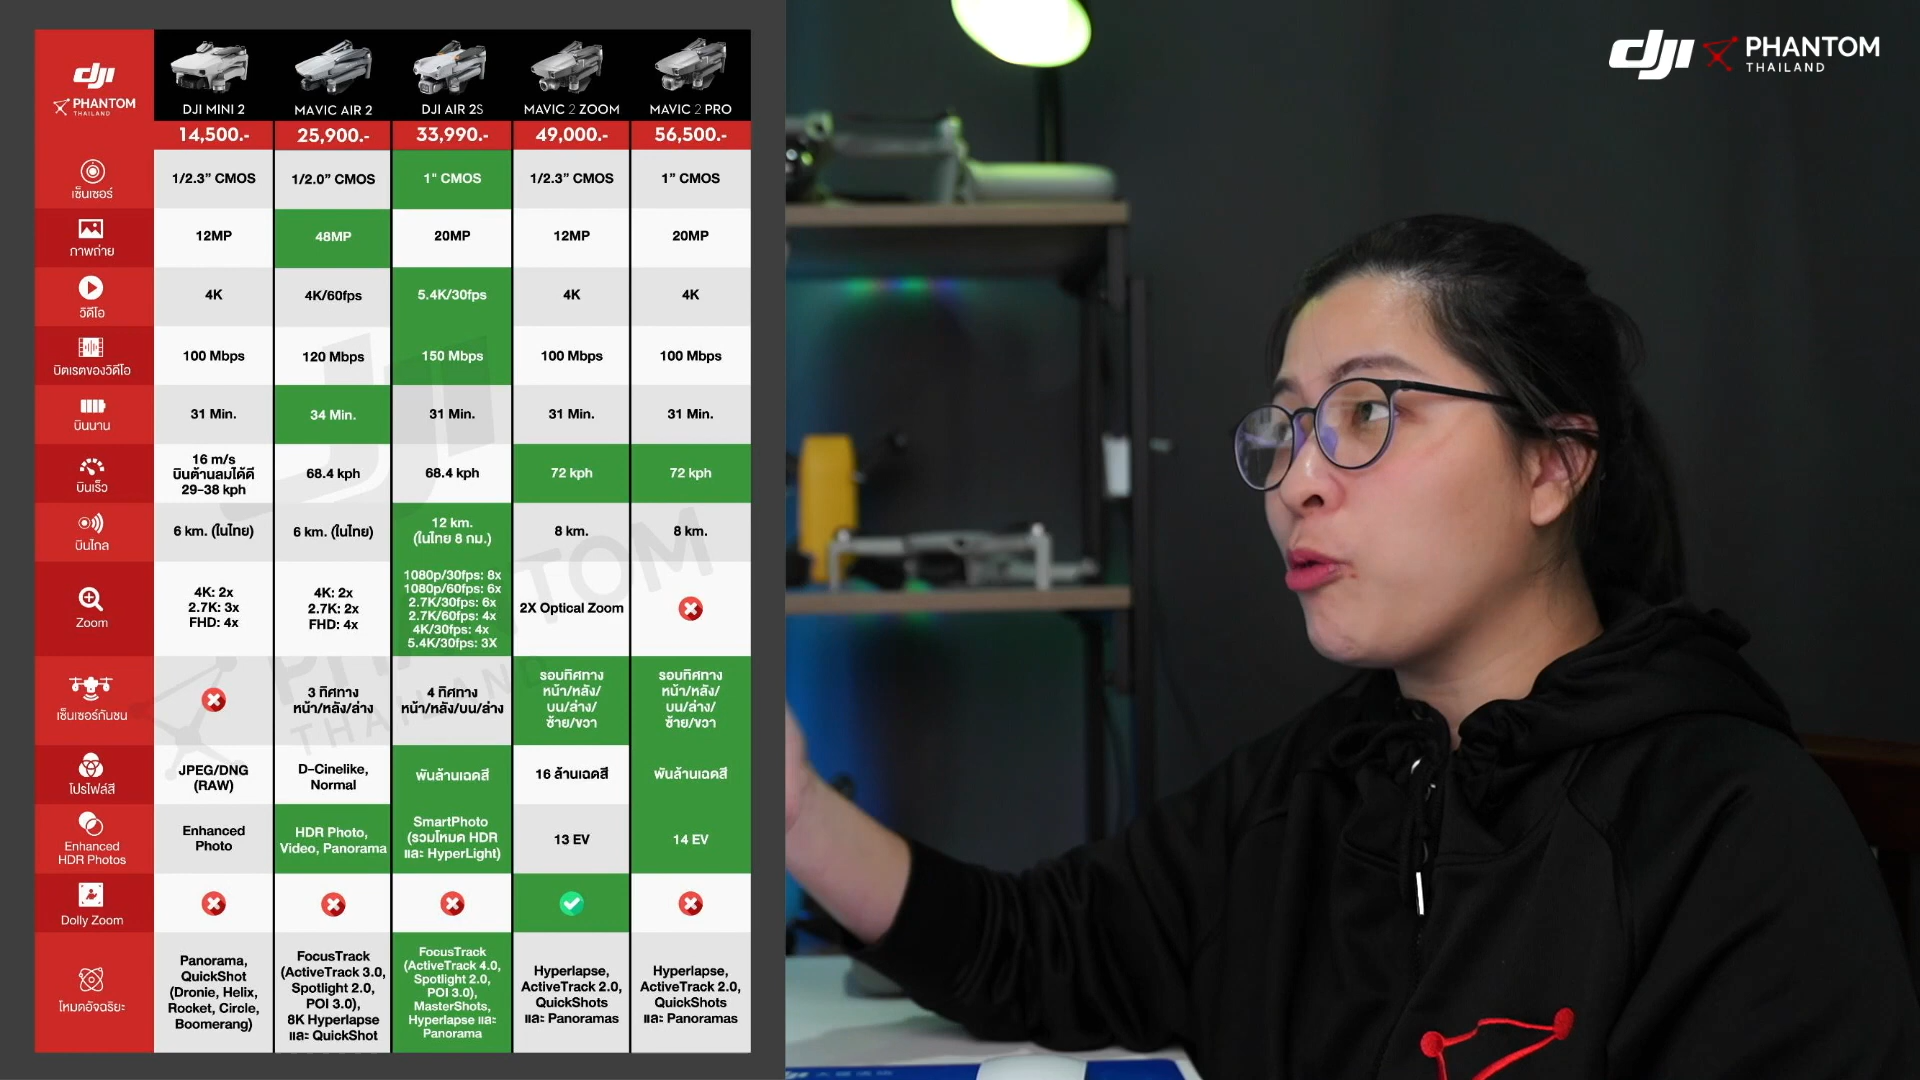 dji
PHANTOM
THAILAND
DJI MINI 2
MAVIC AIR 2
DJI AIR 2S
MAVIC 2 ZOOM
MAVIC 2 PRO
14,500.-
25,900.-
33,990.-
49,000.-
56,500.-
เซ็นเซอร์
1/2.3” CMOS
1/2.0” CMOS
1" CMOS
1/2.3” CMOS
1” CMOS
ภาพถ่าย
12MP
48MP
20MP
12MP
20MP
วิดีโอ
4K
4K/60fps
5.4K/30fps
4K
4K
บิตเรตของวิดีโอ
100 Mbps
120 Mbps
150 Mbps
100 Mbps
100 Mbps
บินนาน
31 Min.
34 Min.
31 Min.
31 Min.
31 Min.
บินเร็ว
16 m/s
บินต้านลมได้ดี
29-38 kph
68.4 kph
68.4 kph
72 kph
72 kph
บินไกล
6 km. (ในไทย)
6 km. (ในไทย)
12 km.
(ในไทย 8 กม.)
8 km.
8 km.
Zoom
4K: 2x
2.7K: 3x
FHD: 4x
4K: 2x
2.7K: 2x
FHD: 4x
1080p/30fps: 8x
1080p/60fps: 6x
2.7K/30fps: 6x
2.7K/60fps: 4x
4K/30fps: 4x
5.4K/30fps: 3X
2X Optical Zoom
เซ็นเซอร์กันชน
3 ทิศทาง
หน้า/หลัง/ล่าง
4 ทิศทาง
หน้า/หลัง/บน/ล่าง
รอบทิศทาง
หน้า/หลัง/
บน/ล่าง/
ซ้าย/ขวา
รอบทิศทาง
หน้า/หลัง/
บน/ล่าง/
ซ้าย/ขวา
โปรไฟล์สี
JPEG/DNG
(RAW)
D-Cinelike,
Normal
พันล้านเฉดสี
16 ล้านเฉดสี
พันล้านเฉดสี
Enhanced
HDR Photos
Enhanced
Photo
HDR Photo,
Video, Panorama
SmartPhoto
(รวมโหมด HDR
และ HyperLight)
13 EV
14 EV
Dolly Zoom
โหมดอัจฉริยะ
Panorama,
QuickShot
(Dronie, Helix,
Rocket, Circle,
Boomerang)
FocusTrack
(ActiveTrack 3.0,
Spotlight 2.0,
POI 3.0),
8K Hyperlapse
และ QuickShot
FocusTrack
(ActiveTrack 4.0,
Spotlight 2.0,
POI 3.0),
MasterShots,
Hyperlapse และ
Panorama
Hyperlapse,
ActiveTrack 2.0,
QuickShots
และ Panoramas
Hyperlapse,
ActiveTrack 2.0,
QuickShots
และ Panoramas
dji
PHANTOM
THAILAND